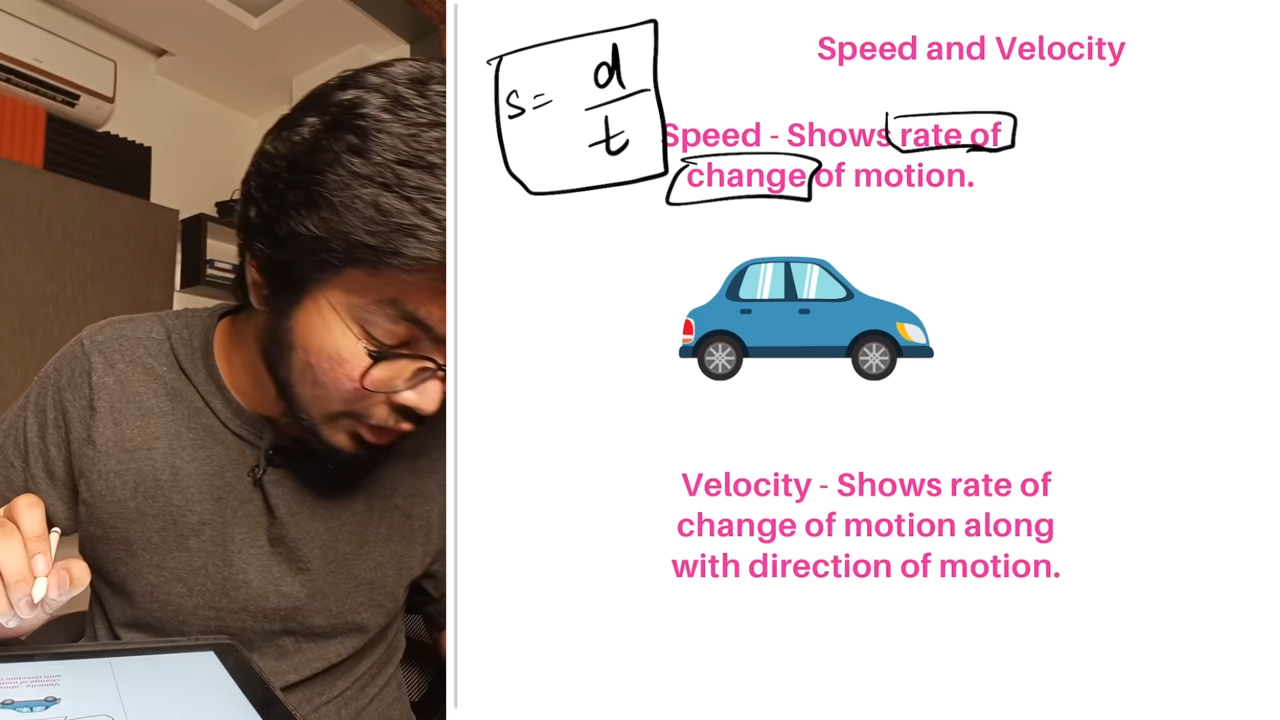 Speed and Velocity
s = d/t
Speed - Shows rate of
change of motion.
Velocity - Shows rate of
change of motion along
with direction of motion.